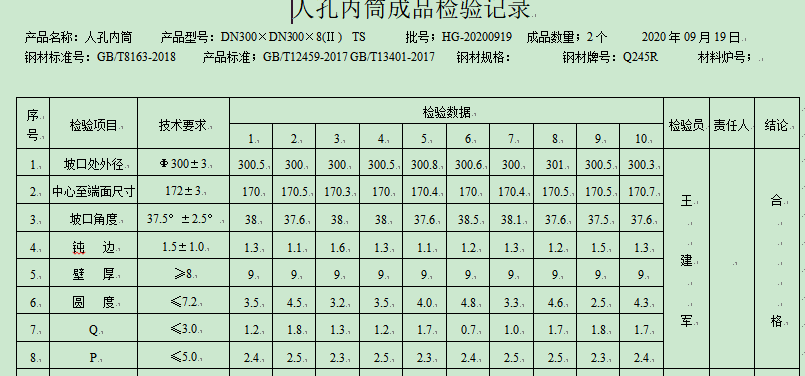 人孔内筒成品检验记录
产品名称：人孔内筒 产品型号：DN300×DN300×8(II） TS 批号；HG-20200919 成品数量；2 个 2020 年 09 月 19 日
钢材标准号：GB/T8163-2018 产品标准；GB/T12459-2017 GB/T13401-2017 钢材规格： 钢材牌号：Q245R 材料炉号；
序号 检验项目 技术要求 检验数据 检验员 责任人 结论
1 2 3 4 5 6 7 8 9 10
1 坡口处外径 Φ300±3 300.5 300 300 300.5 300.8 300.6 300 301 300.5 300.3
2 中心至端面尺寸 172±3 170 170.5 170.3 170 170.4 170 170.4 170.5 170.5 170.7
3 坡口角度 37.5°±2.5° 38 37.6 38 38 37.6 38.5 38.1 37.6 37.5 37.6
4 钝 边 1.5±1.0 1.3 1.1 1.6 1.3 1.1 1.2 1.3 1.2 1.5 1.3
5 壁 厚 ≥8 9 9 9 9 9 9 9 9 9 9
6 圆 度 ≤7.2 3.5 4.5 3.2 3.5 4.0 4.8 3.3 4.6 2.5 4.3
7 Q ≤3.0 1.2 1.8 1.3 1.2 1.7 0.7 1.0 1.7 1.8 1.7
8 P ≤5.0 2.4 2.5 2.3 2.5 2.3 2.4 2.5 2.5 2.3 2.4
王建军
合格